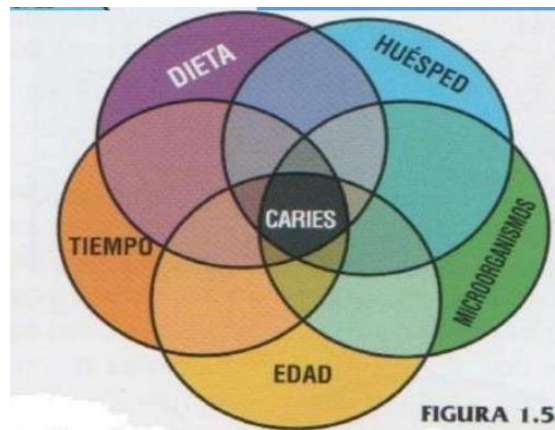 DIETA
HUÉSPED
CARIES
TIEMPO
MICROORGANISMOS
EDAD
FIGURA 1.5